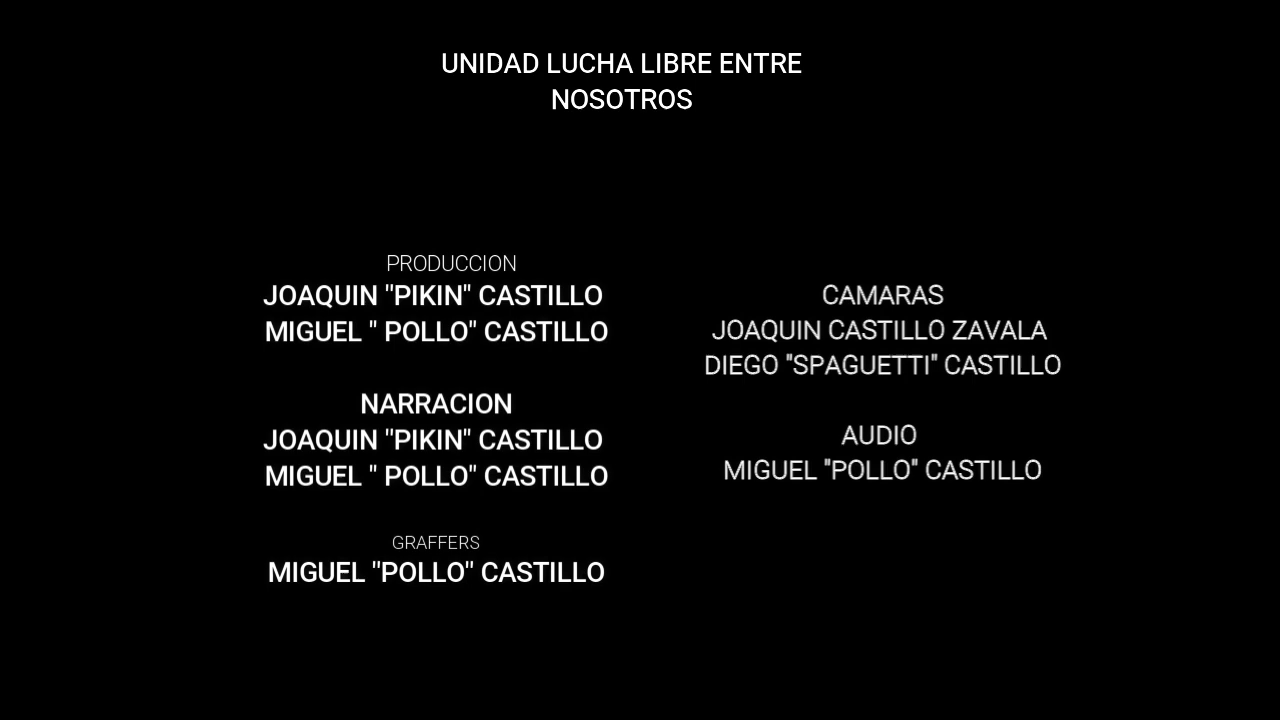 UNIDAD LUCHA LIBRE ENTRE
NOSOTROS
PRODUCCION
JOAQUIN "PIKIN" CASTILLO
MIGUEL " POLLO" CASTILLO
NARRACION
JOAQUIN "PIKIN" CASTILLO
MIGUEL " POLLO" CASTILLO
GRAFFERS
MIGUEL "POLLO" CASTILLO
CAMARAS
JOAQUIN CASTILLO ZAVALA
DIEGO "SPAGUETTI" CASTILLO
AUDIO
MIGUEL "POLLO" CASTILLO